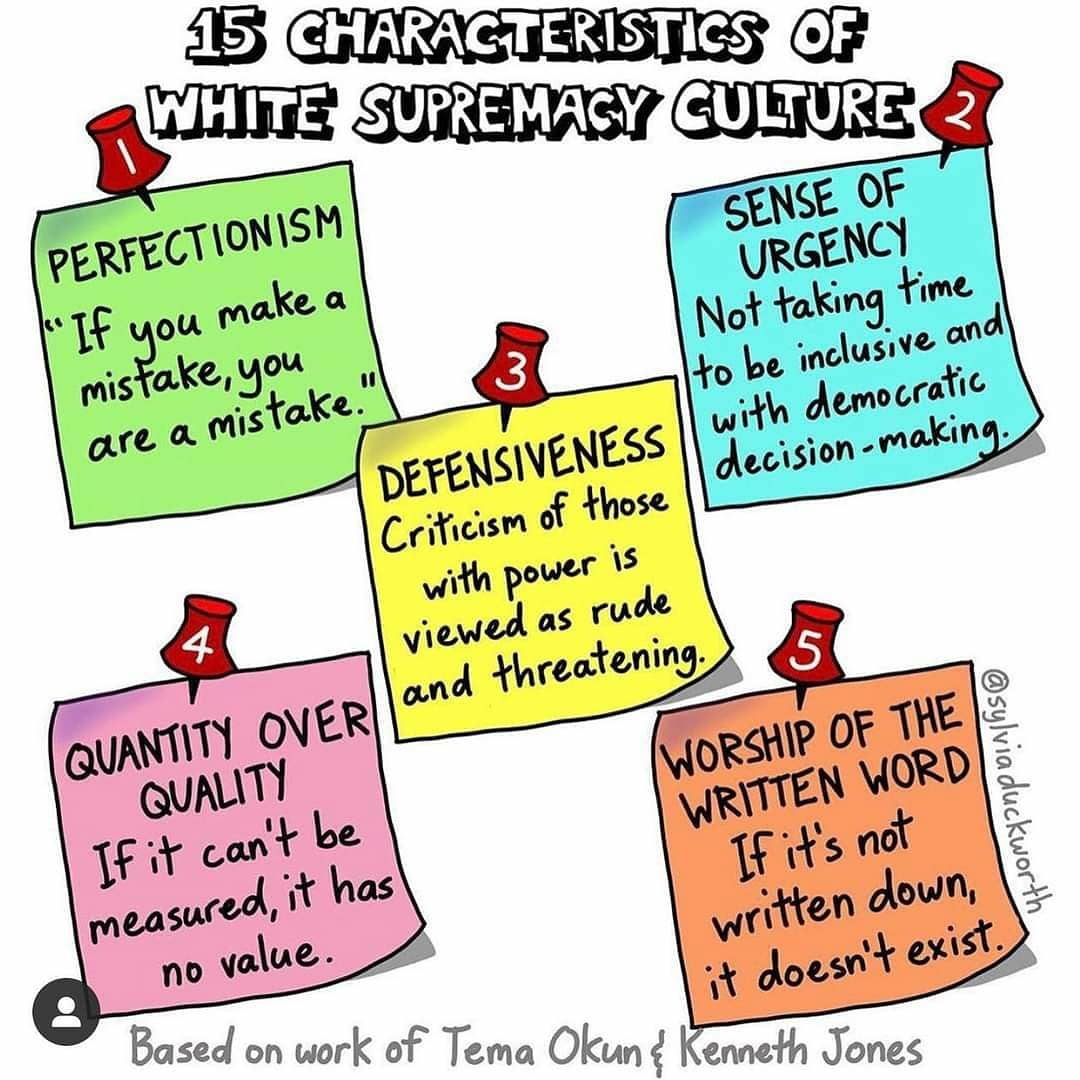 15 CHARACTERISTICS OF
WHITE SUPREMACY CULTURE
1
PERFECTIONISM
"If you make a
mistake, you
are a mistake."
2
SENSE OF
URGENCY
Not taking time
to be inclusive and
with democratic
decision-making.
3
DEFENSIVENESS
Criticism of those
with power is
viewed as rude
and threatening.
4
QUANTITY OVER
QUALITY
If it can't be
measured, it has
no value.
5
WORSHIP OF THE
WRITTEN WORD
If it's not
written down,
it doesn't exist.
@sylviaduckworth
Based on work of Tema Okun & Kenneth Jones